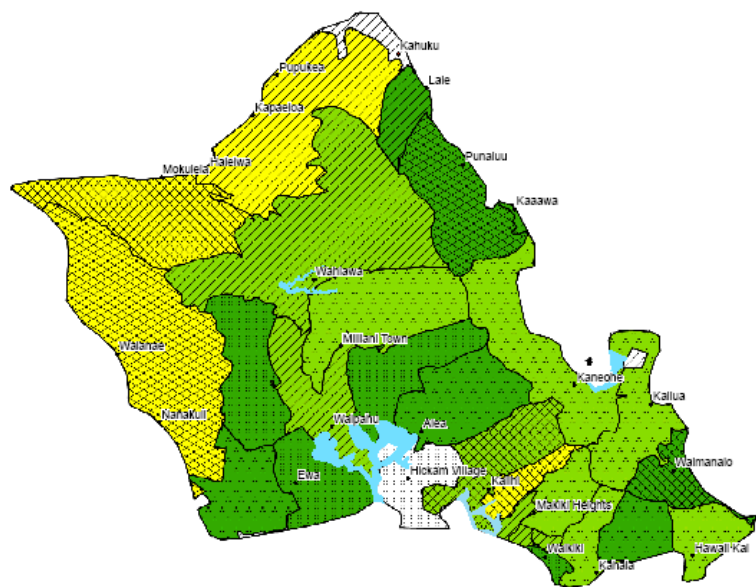 Kahuku
Pupukea
Laie
Kapaeloa
Punaluu
Mokuleia
Haleiwa
Kaaawa
Wahiawa
Waianae
Mililani Town
Kaneohe
Kailua
Nanakuli
Waipahu
Aiea
Waimanalo
Ewa
Hickam Village
Kalihi
Makiki Heights
Waikiki
Hawaii Kai
Kahala